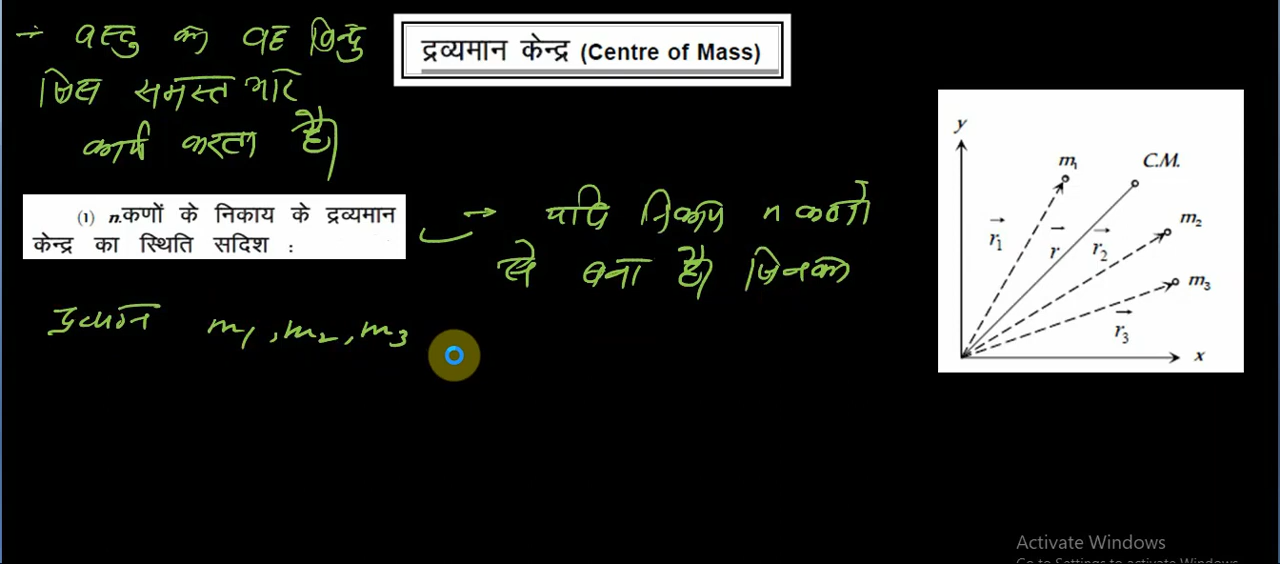 → वस्तु का वह बिन्दु
जिस समस्त भार
कार्य करता है।
द्रव्यमान केन्द्र (Centre of Mass)
(1) n कणों के निकाय के द्रव्यमान
केन्द्र का स्थिति सदिश :
→ यदि निकाय n कणो
से बना है। जिनका
द्रव्यमान m1, m2, m3
y
m1
C.M.
m2
r1
r
r2
m3
r3
x
Activate Windows